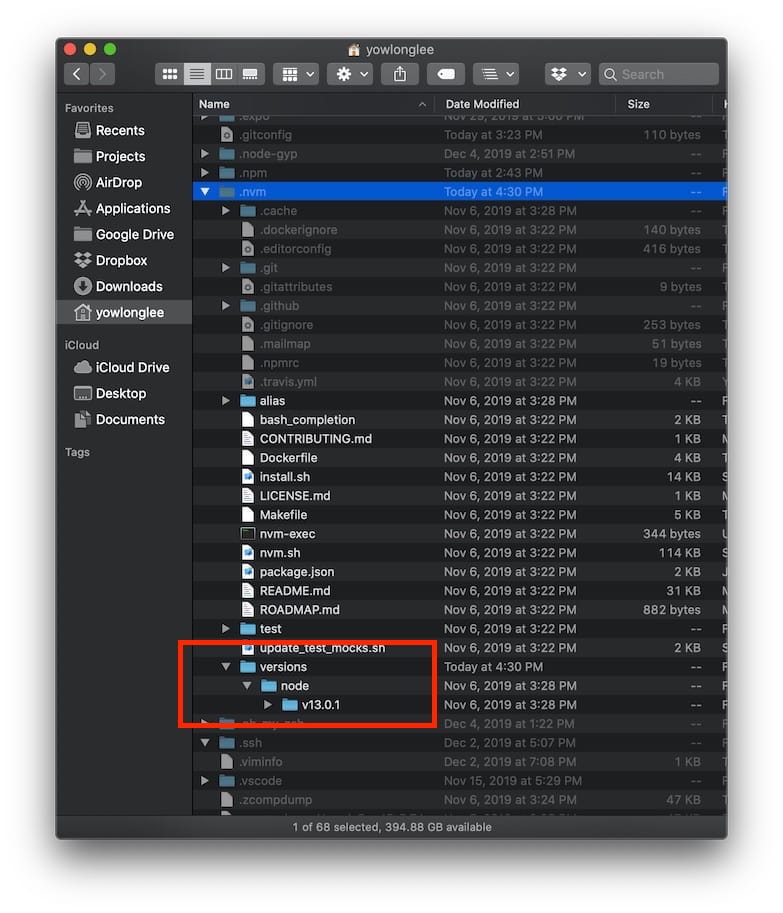 yowlonglee
Search
Favorites
Recents
Projects
AirDrop
Applications
Google Drive
Dropbox
Downloads
yowlonglee
iCloud
iCloud Drive
Desktop
Documents
Tags
Name Date Modified Size
.expo Nov 29, 2019 at 3:00 PM --
.gitconfig Today at 3:23 PM 110 bytes
.node-gyp Dec 4, 2019 at 2:51 PM --
.npm Today at 2:43 PM --
.nvm Today at 4:30 PM --
.cache Nov 6, 2019 at 3:28 PM --
.dockerignore Nov 6, 2019 at 3:22 PM 140 bytes
.editorconfig Nov 6, 2019 at 3:22 PM 416 bytes
.git Nov 6, 2019 at 3:22 PM --
.gitattributes Nov 6, 2019 at 3:22 PM 9 bytes
.github Nov 6, 2019 at 3:22 PM --
.gitignore Nov 6, 2019 at 3:22 PM 253 bytes
.mailmap Nov 6, 2019 at 3:22 PM 51 bytes
.npmrc Nov 6, 2019 at 3:22 PM 19 bytes
.travis.yml Nov 6, 2019 at 3:22 PM 4 KB
alias Nov 6, 2019 at 3:28 PM --
bash_completion Nov 6, 2019 at 3:22 PM 2 KB
CONTRIBUTING.md Nov 6, 2019 at 3:22 PM 1 KB
Dockerfile Nov 6, 2019 at 3:22 PM 4 KB
install.sh Nov 6, 2019 at 3:22 PM 14 KB
LICENSE.md Nov 6, 2019 at 3:22 PM 1 KB
Makefile Nov 6, 2019 at 3:22 PM 5 KB
nvm-exec Nov 6, 2019 at 3:22 PM 344 bytes
nvm.sh Nov 6, 2019 at 3:22 PM 114 KB
package.json Nov 6, 2019 at 3:22 PM 2 KB
README.md Nov 6, 2019 at 3:22 PM 31 KB
ROADMAP.md Nov 6, 2019 at 3:22 PM 882 bytes
test Nov 6, 2019 at 3:22 PM --
update_test_mocks.sh Nov 6, 2019 at 3:22 PM 2 KB
versions Today at 4:30 PM --
node Nov 6, 2019 at 3:28 PM --
v13.0.1 Nov 6, 2019 at 3:28 PM --
.oh-my-zsh Dec 4, 2019 at 1:22 PM --
.ssh Dec 2, 2019 at 5:07 PM --
.viminfo Dec 2, 2019 at 7:08 PM
.vscode Nov 15, 2019 at 5:29 PM --
.zcompdump Nov 6, 2019 at 3:24 PM 47 KB
1 of 68 selected, 394.88 GB available